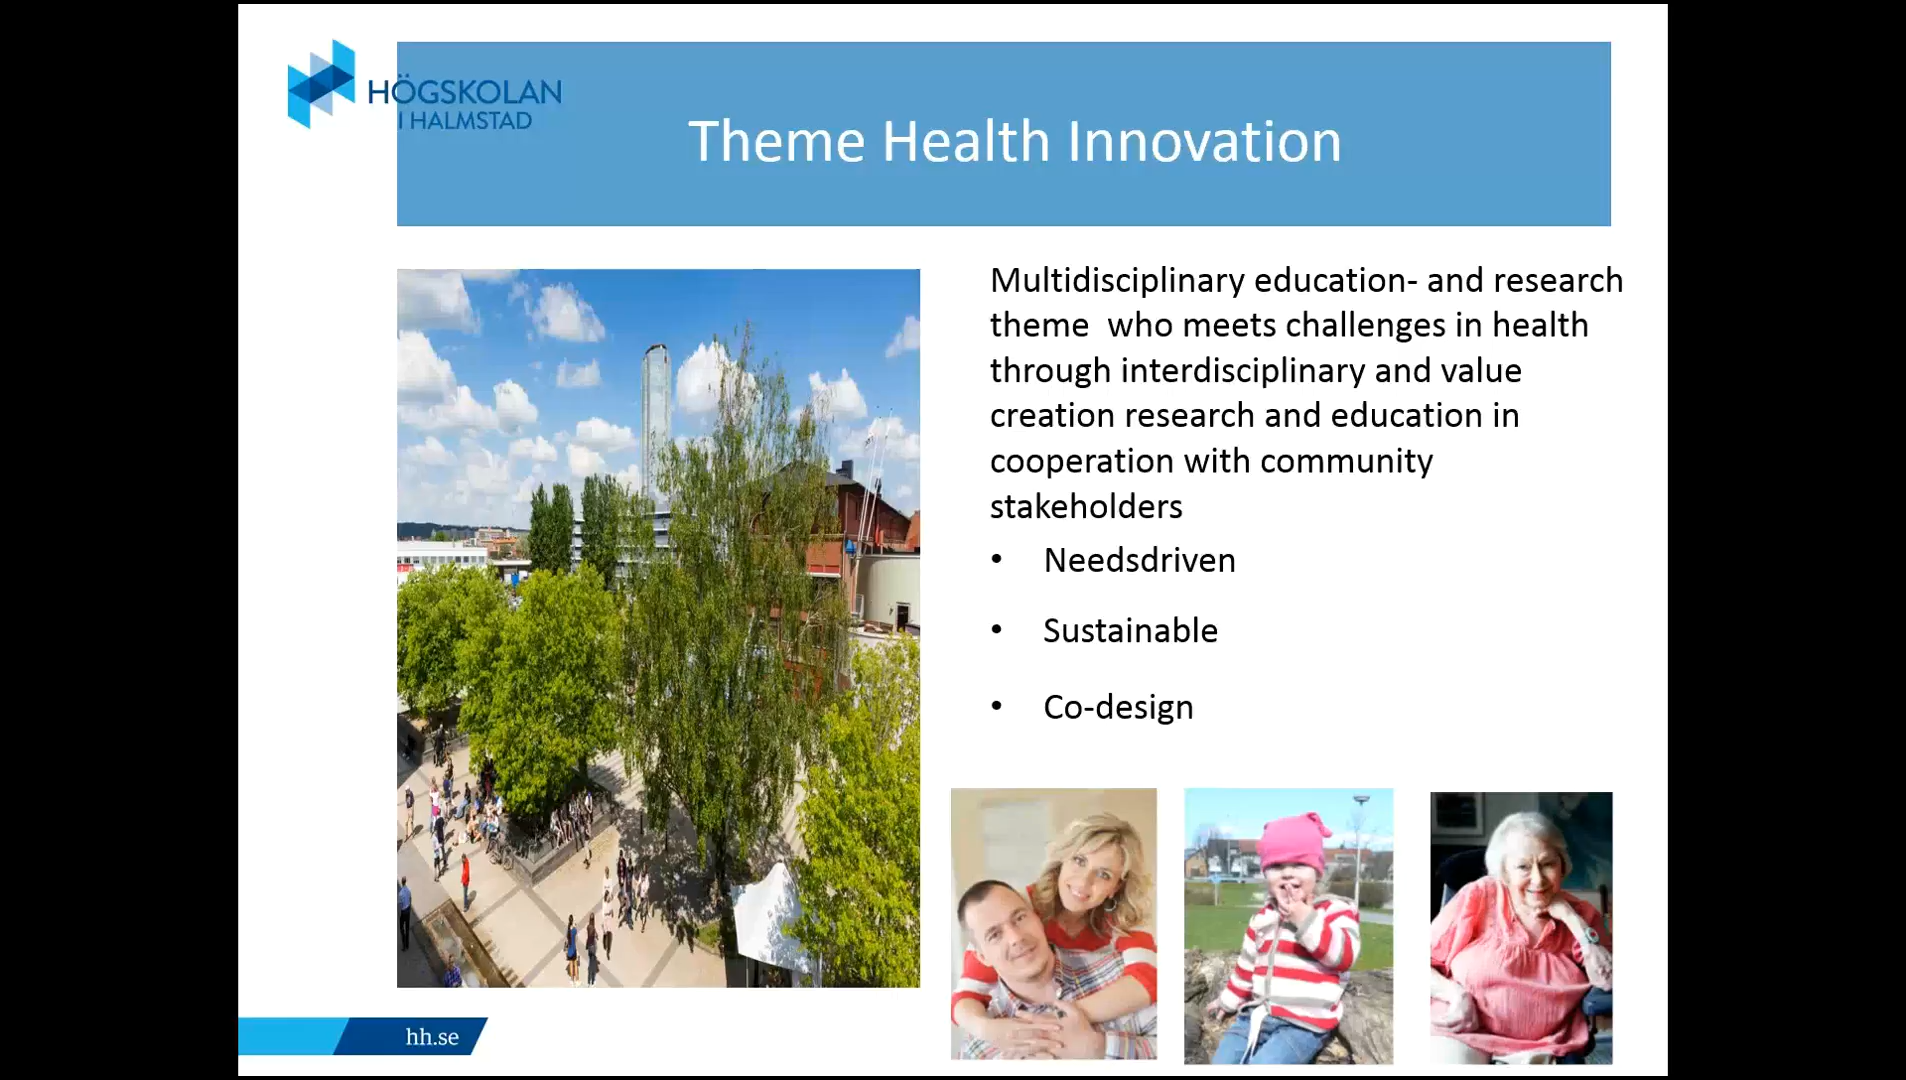 HÖGSKOLAN
I HALMSTAD
Theme Health Innovation
Multidisciplinary education- and research
theme  who meets challenges in health
through interdisciplinary and value
creation research and education in
cooperation with community
stakeholders
• Needsdriven
• Sustainable
• Co-design
hh.se